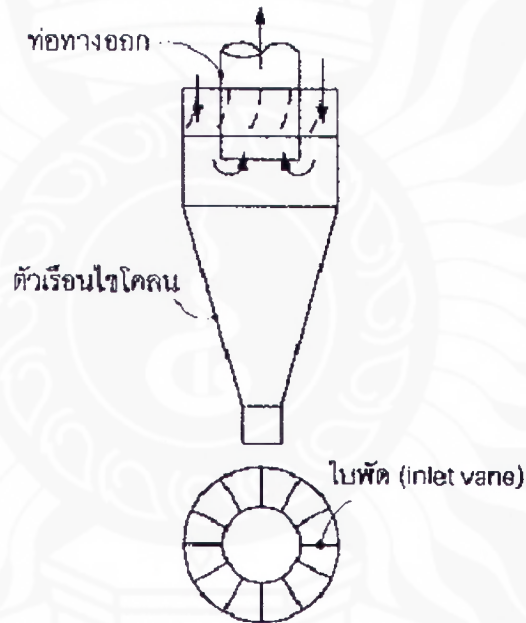 ท่อทางออก
ตัวเรือนไซโคลน
ใบพัด (inlet vane)